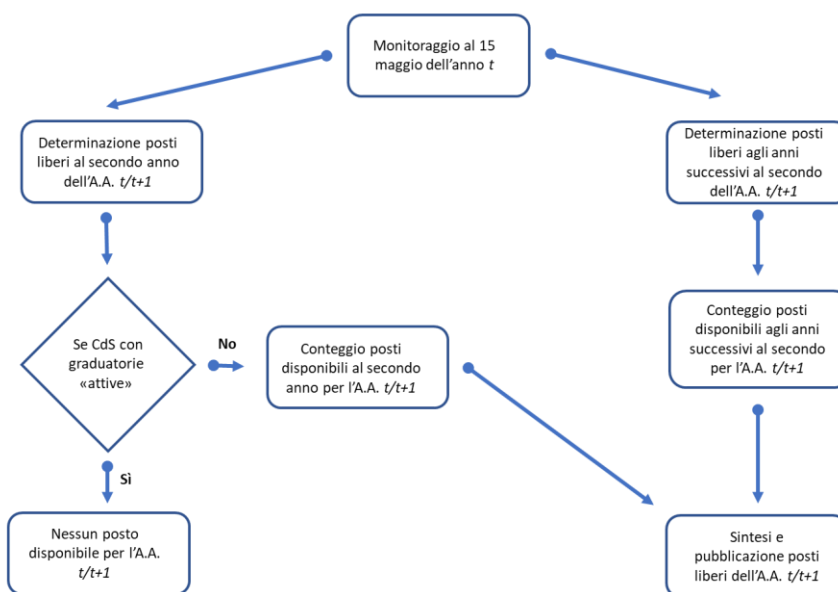 Monitoraggio al 15
maggio dell'anno t
Determinazione posti
liberi al secondo anno
dell'A.A. t/t+1
Determinazione posti
liberi agli anni
successivi al secondo
dell'A.A. t/t+1
Se CdS con
graduatorie
«attive»
No
Conteggio posti
disponibili al secondo
anno per l'A.A. t/t+1
Conteggio posti
disponibili agli anni
successivi al secondo
per l'A.A. t/t+1
Sì
Nessun posto
disponibile per l'A.A.
t/t+1
Sintesi e
pubblicazione posti
liberi dell'A.A. t/t+1